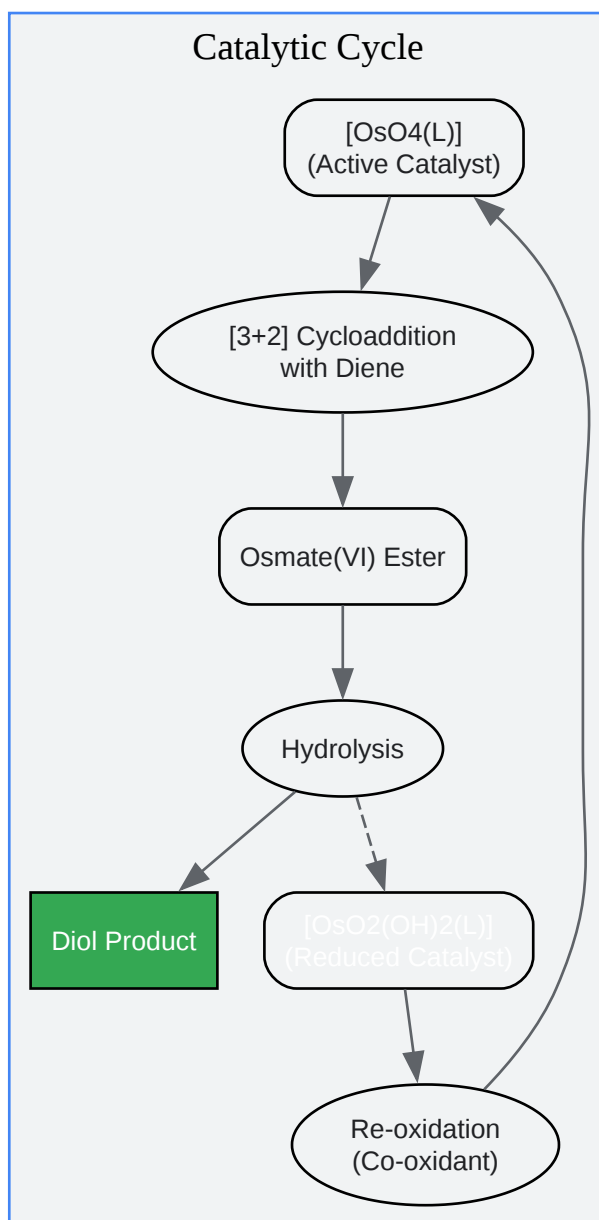 Catalytic Cycle
[OsO4(L)]
(Active Catalyst)
[3+2] Cycloaddition
with Diene
Osmate(VI) Ester
Hydrolysis
Diol Product
[OsO2(OH)2(L)]
(Reduced Catalyst)
Re-oxidation
(Co-oxidant)